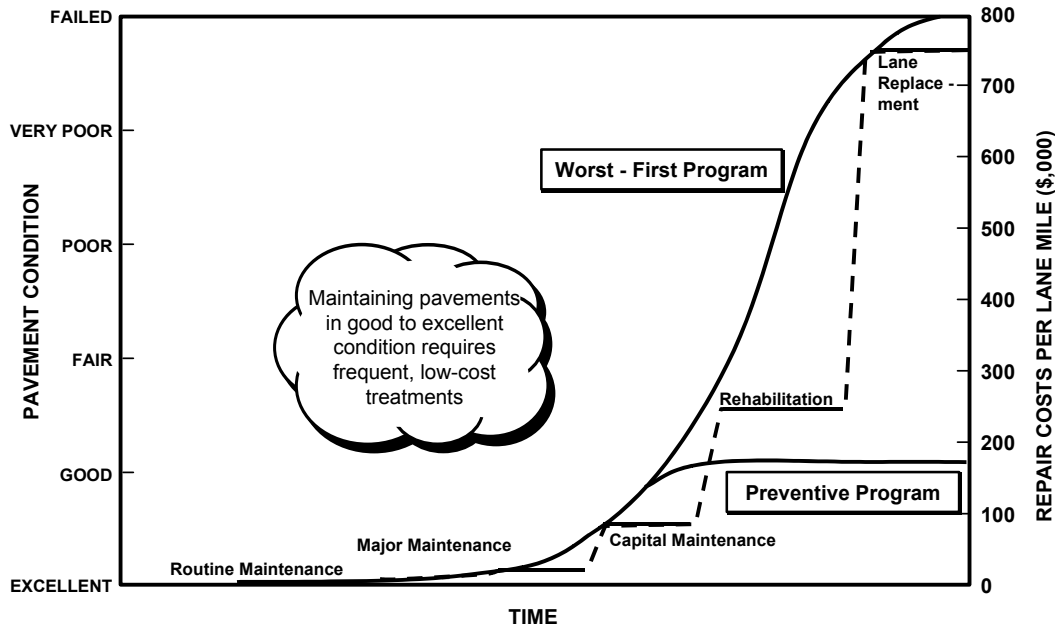 FAILED
VERY POOR
POOR
FAIR
GOOD
EXCELLENT
PAVEMENT CONDITION
Worst - First Program
Maintaining pavements
in good to excellent
condition requires
frequent, low-cost
treatments
Lane
Replace -
ment
Rehabilitation
Preventive Program
Capital Maintenance
Major Maintenance
Routine Maintenance
TIME
800
700
600
500
400
300
200
100
0
REPAIR COSTS PER LANE MILE ($,000)